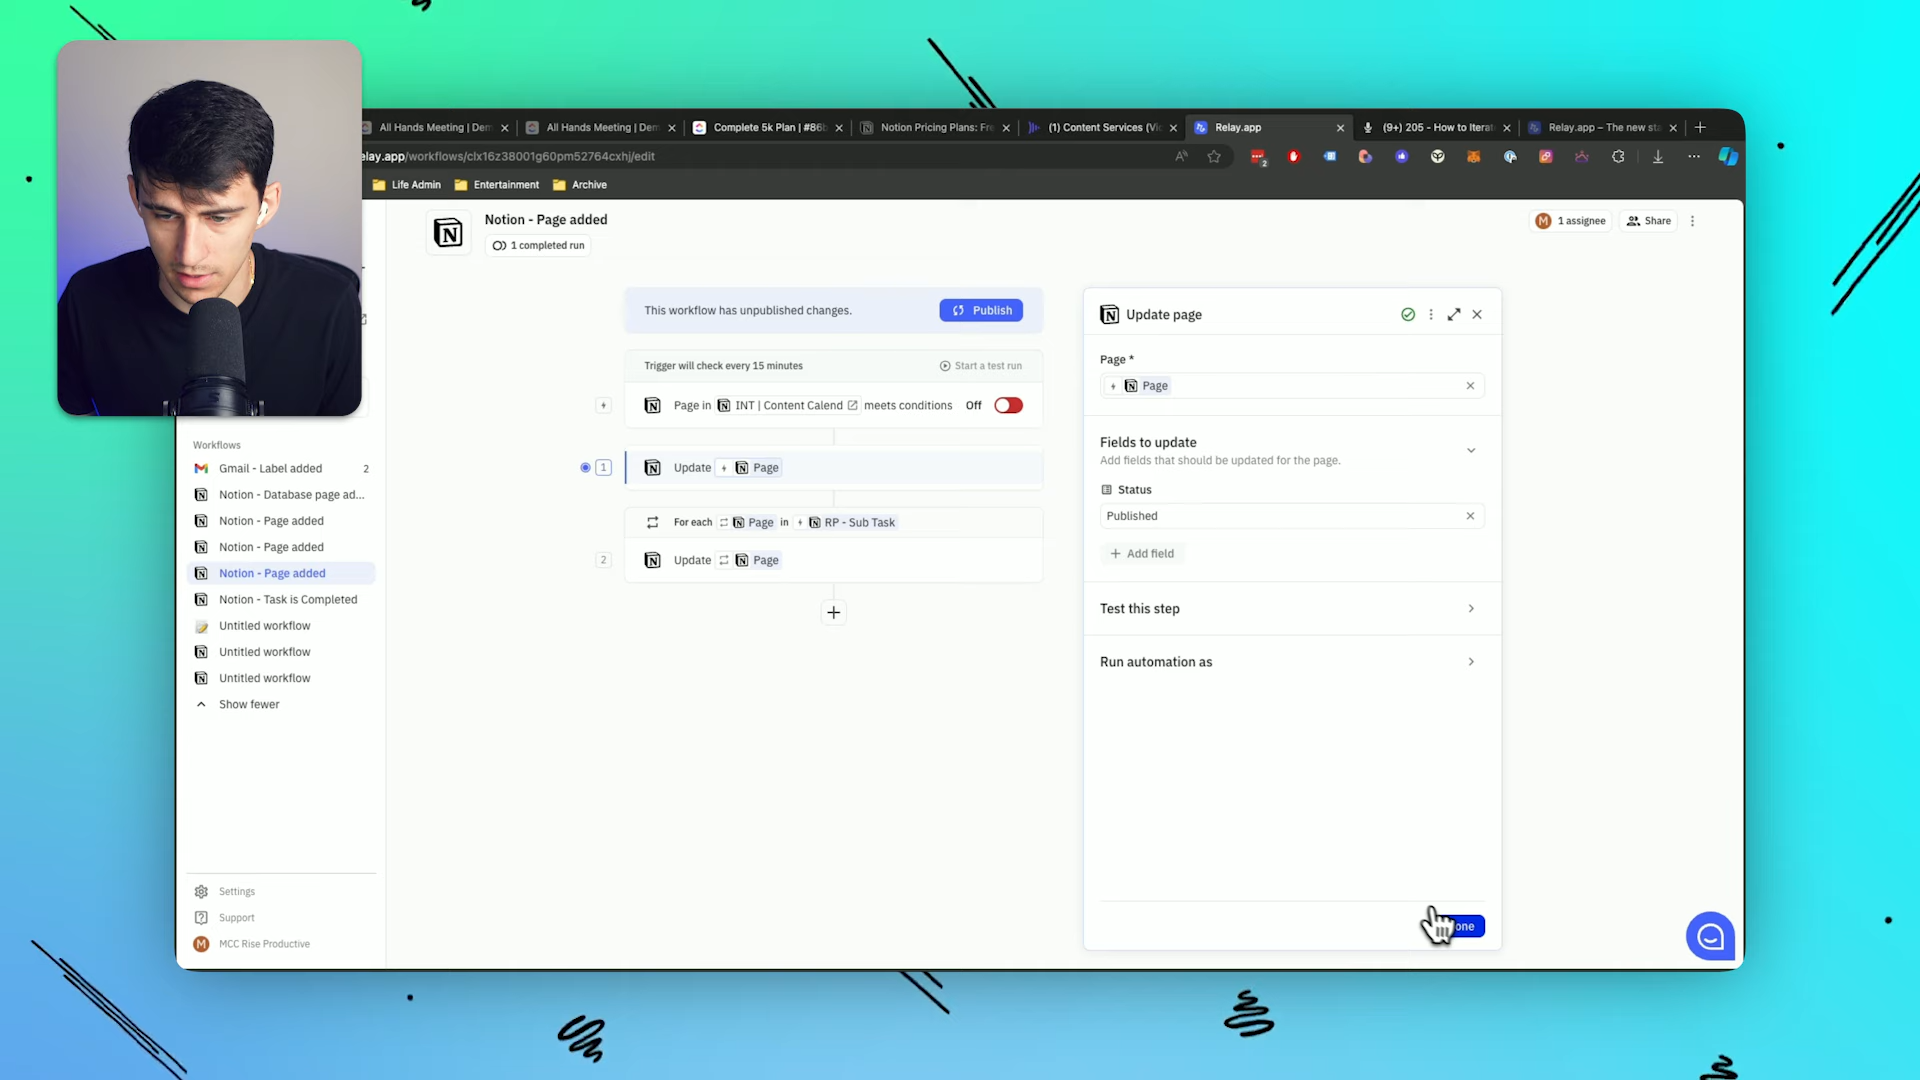 All Hands Meeting | Dem
All Hands Meeting | Dem
Complete 5k Plan | #86
Notion Pricing Plans: Fre
(1) Content Services (Vi
Relay.app
(9+) 205 - How to Iterat
Relay.app – The new sta
elay.app/workflows/clx16z38001g60pm52764cxhj/edit
Life Admin
Entertainment
Archive
Notion - Page added
1 completed run
1 assignee
Share
This workflow has unpublished changes.
Publish
Trigger will check every 15 minutes
Start a test run
Page in INT | Content Calend meets conditions Off
1
Update Page
For each Page in RP - Sub Task
2
Update Page
Update page
Page *
Page
Fields to update
Add fields that should be updated for the page.
Status
Published
Add field
Test this step
Run automation as
one
Workflows
Gmail - Label added 2
Notion - Database page ad...
Notion - Page added
Notion - Page added
Notion - Page added
Notion - Task is Completed
Untitled workflow
Untitled workflow
Untitled workflow
Show fewer
Settings
Support
M MCC Rise Productive